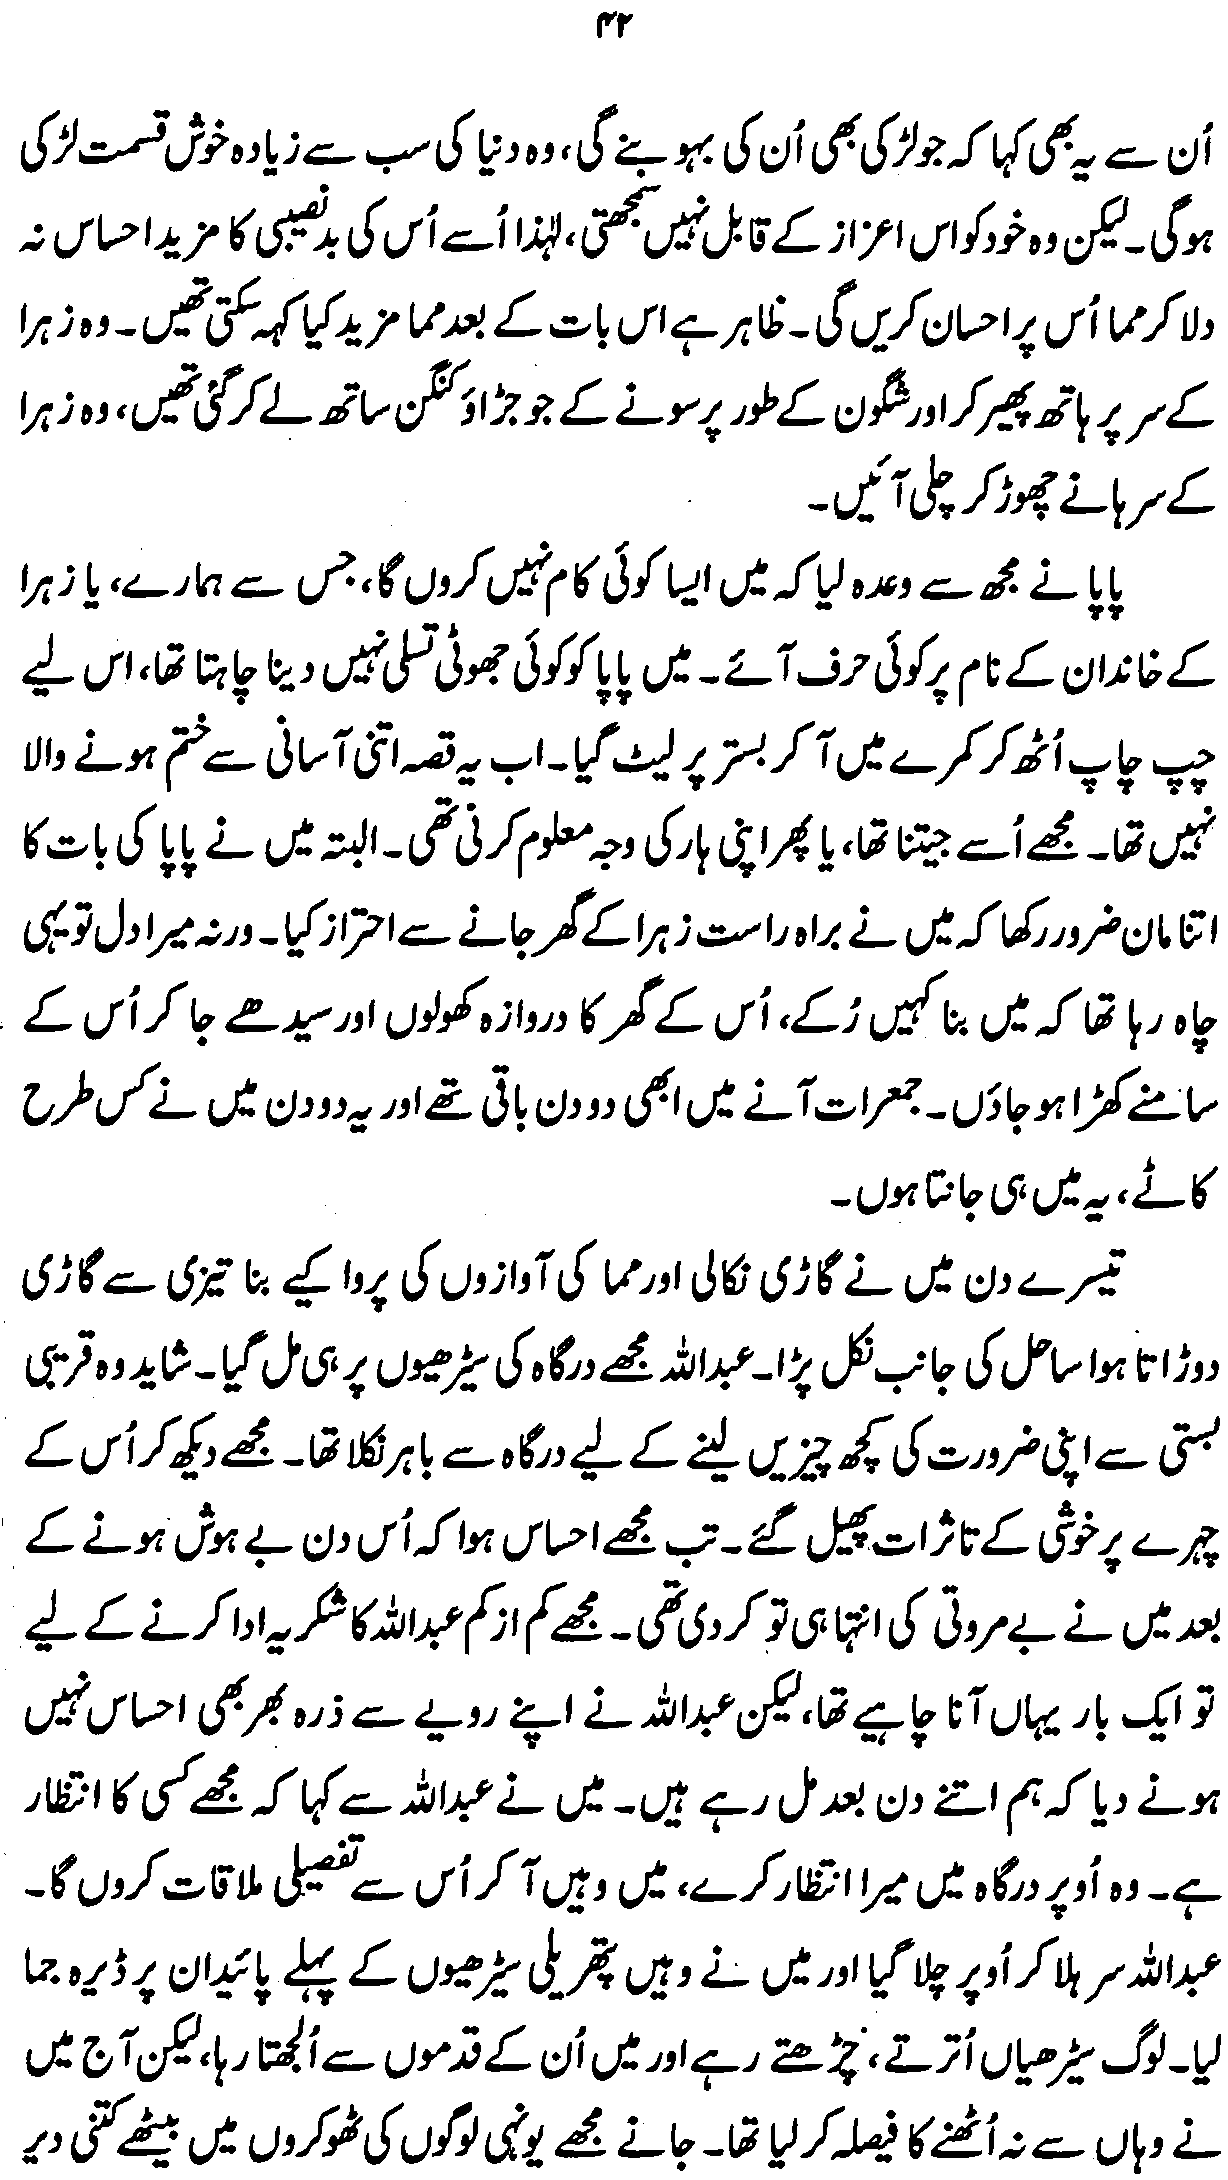 ۴۲
اُن سے یہ بھی کہا کہ جو لڑکی بھی اُن کی بہو بنے گی، وہ دنیا کی سب سے زیادہ خوش قسمت لڑکی
ہوگی۔ لیکن وہ خود کو اس اعزاز کے قابل نہیں سمجھتی، لہٰذا اُسے اُس کی بدنصیبی کا مزید احساس نہ
دلا کر مما اُس پر احسان کریں گی۔ ظاہر ہے اس بات کے بعد مما مزید کیا کہہ سکتی تھیں۔ وہ زہرا
کے سر پر ہاتھ پھیر کر اور شگون کے طور پر سونے کے جو جڑاؤ کنگن ساتھ لے کر گئی تھیں، وہ زہرا
کے سرہانے چھوڑ کر چلی آئیں۔
پاپا نے مجھ سے وعدہ لیا کہ میں ایسا کوئی کام نہیں کروں گا، جس سے ہمارے، یا زہرا
کے خاندان کے نام پر کوئی حرف آئے۔ میں پاپا کو کوئی جھوٹی تسلی نہیں دینا چاہتا تھا، اس لیے
چپ چاپ اُٹھ کر کمرے میں آ کر بستر پر لیٹ گیا۔ اب یہ قصہ اتنی آسانی سے ختم ہونے والا
نہیں تھا۔ مجھے اُسے جیتنا تھا، یا پھر اپنی ہار کی وجہ معلوم کرنی تھی۔ البتہ میں نے پاپا کی بات کا
اتنا مان ضرور رکھا کہ میں نے براہ راست زہرا کے گھر جانے سے احتراز کیا۔ ورنہ میرا دل تو یہی
چاہ رہا تھا کہ میں بنا کہیں رُکے، اُس کے گھر کا دروازہ کھولوں اور سیدھے جا کر اُس کے
سامنے کھڑا ہو جاؤں۔ جمعرات آنے میں ابھی دو دن باقی تھے اور یہ دو دن میں نے کس طرح
کاٹے، یہ میں ہی جانتا ہوں۔
تیسرے دن میں نے گاڑی نکالی اور مما کی آوازوں کی پروا کیے بنا تیزی سے گاڑی
دوڑاتا ہوا ساحل کی جانب نکل پڑا۔ عبداللہ مجھے درگاہ کی سیڑھیوں پر ہی مل گیا۔ شاید وہ قریبی
بستی سے اپنی ضرورت کی کچھ چیزیں لینے کے لیے درگاہ سے باہر نکلا تھا۔ مجھے دیکھ کر اُس کے
چہرے پر خوشی کے تاثرات پھیل گئے۔ تب مجھے احساس ہوا کہ اُس دن بے ہوش ہونے کے
بعد میں نے بے مروتی کی انتہا ہی تو کر دی تھی۔ مجھے کم از کم عبداللہ کا شکریہ ادا کرنے کے لیے
تو ایک بار یہاں آنا چاہیے تھا، لیکن عبداللہ نے اپنے رویے سے ذرہ بھر بھی احساس نہیں
ہونے دیا کہ ہم اتنے دن بعد مل رہے ہیں۔ میں نے عبداللہ سے کہا کہ مجھے کسی کا انتظار
ہے۔ وہ اُوپر درگاہ میں میرا انتظار کرے، میں وہیں آ کر اُس سے تفصیلی ملاقات کروں گا۔
عبداللہ سر ہلا کر اُوپر چلا گیا اور میں نے وہیں پتھریلی سیڑھیوں کے پہلے پائیدان پر ڈیرہ جما
لیا۔ لوگ سیڑھیاں اُترتے، چڑھتے رہے اور میں اُن کے قدموں سے اُلجھتا رہا، لیکن آج میں
نے وہاں سے نہ اُٹھنے کا فیصلہ کر لیا تھا۔ جانے مجھے یونہی لوگوں کی ٹھوکروں میں بیٹھے کتنی دیر